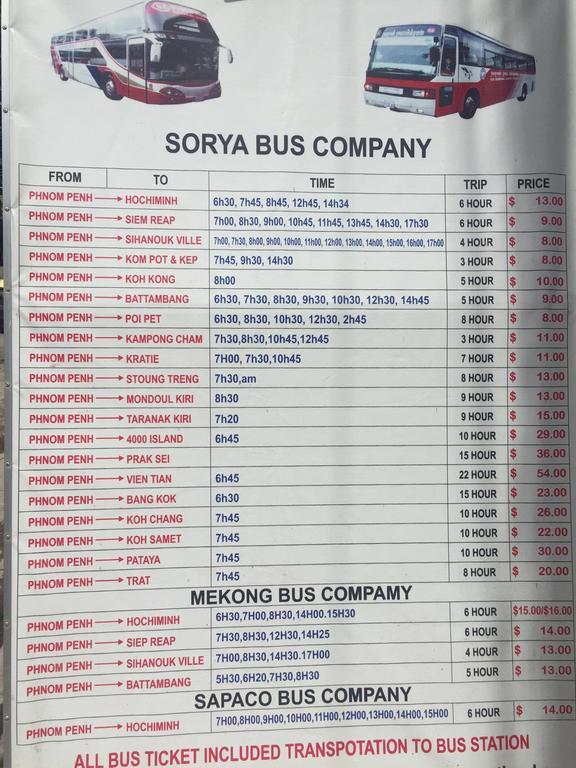 SORYA BUS COMPANY
FROM TO TIME TRIP PRICE
PHNOM PENH HOCHIMINH 6h30, 7h45, 8h45, 12h45, 14h34 6 HOUR $ 13.00
PHNOM PENH SIEM REAP 7h00, 8h30, 9h00, 10h45, 11h45, 13h45, 14h30, 17h30 6 HOUR $ 9.00
PHNOM PENH SIHANOUK VILLE 7h00, 7h30, 8h00, 9h00, 10h00, 11h00, 12h00, 13h00, 14h00, 15h00, 16h00, 17h00 4 HOUR $ 8.00
PHNOM PENH KOM POT & KEP 7h45, 9h30, 14h30 3 HOUR $ 8.00
PHNOM PENH KOH KONG 8h00 5 HOUR $ 10.00
PHNOM PENH BATTAMBANG 6h30, 7h30, 8h30, 9h30, 10h30, 12h30, 14h45 5 HOUR $ 9.00
PHNOM PENH POI PET 6h30, 8h30, 10h30, 12h30, 2h45 8 HOUR $ 8.00
PHNOM PENH KAMPONG CHAM 7h30,8h30,10h45,12h45 3 HOUR $ 11.00
PHNOM PENH KRATIE 7H00, 7h30,10h45 7 HOUR $ 11.00
PHNOM PENH STOUNG TRENG 7h30,am 8 HOUR $ 13.00
PHNOM PENH MONDOUL KIRI 8h30 9 HOUR $ 13.00
PHNOM PENH TARANAK KIRI 7h20 9 HOUR $ 15.00
PHNOM PENH 4000 ISLAND 6h45 10 HOUR $ 29.00
PHNOM PENH PRAK SEI 15 HOUR $ 36.00
PHNOM PENH VIEN TIAN 6h45 22 HOUR $ 54.00
PHNOM PENH BANG KOK 6h30 15 HOUR $ 23.00
PHNOM PENH KOH CHANG 7h45 10 HOUR $ 26.00
PHNOM PENH KOH SAMET 7h45 10 HOUR $ 22.00
PHNOM PENH PATAYA 7h45 10 HOUR $ 30.00
PHNOM PENH TRAT 7h45 8 HOUR $ 20.00
MEKONG BUS COMPAMY
PHNOM PENH HOCHIMINH 6H30,7H00,8H30,14H00.15H30 6 HOUR $15.00/$16.00
PHNOM PENH SIEP REAP 7H30,8H30,12H30,14H25 6 HOUR $ 14.00
PHNOM PENH SIHANOUK VILLE 7H00,8H30,14H30.17H00 4 HOUR $ 13.00
PHNOM PENH BATTAMBANG 5H30,6H20,7H30,8H30 5 HOUR $ 13.00
SAPACO BUS COMPANY
PHNOM PENH HOCHIMINH 7H00,8H00,9H00,10H00,11H00,12H00,13H00,14H00,15H00 6 HOUR $ 14.00
ALL BUS TICKET INCLUDED TRANSPOTATION TO BUS STATION